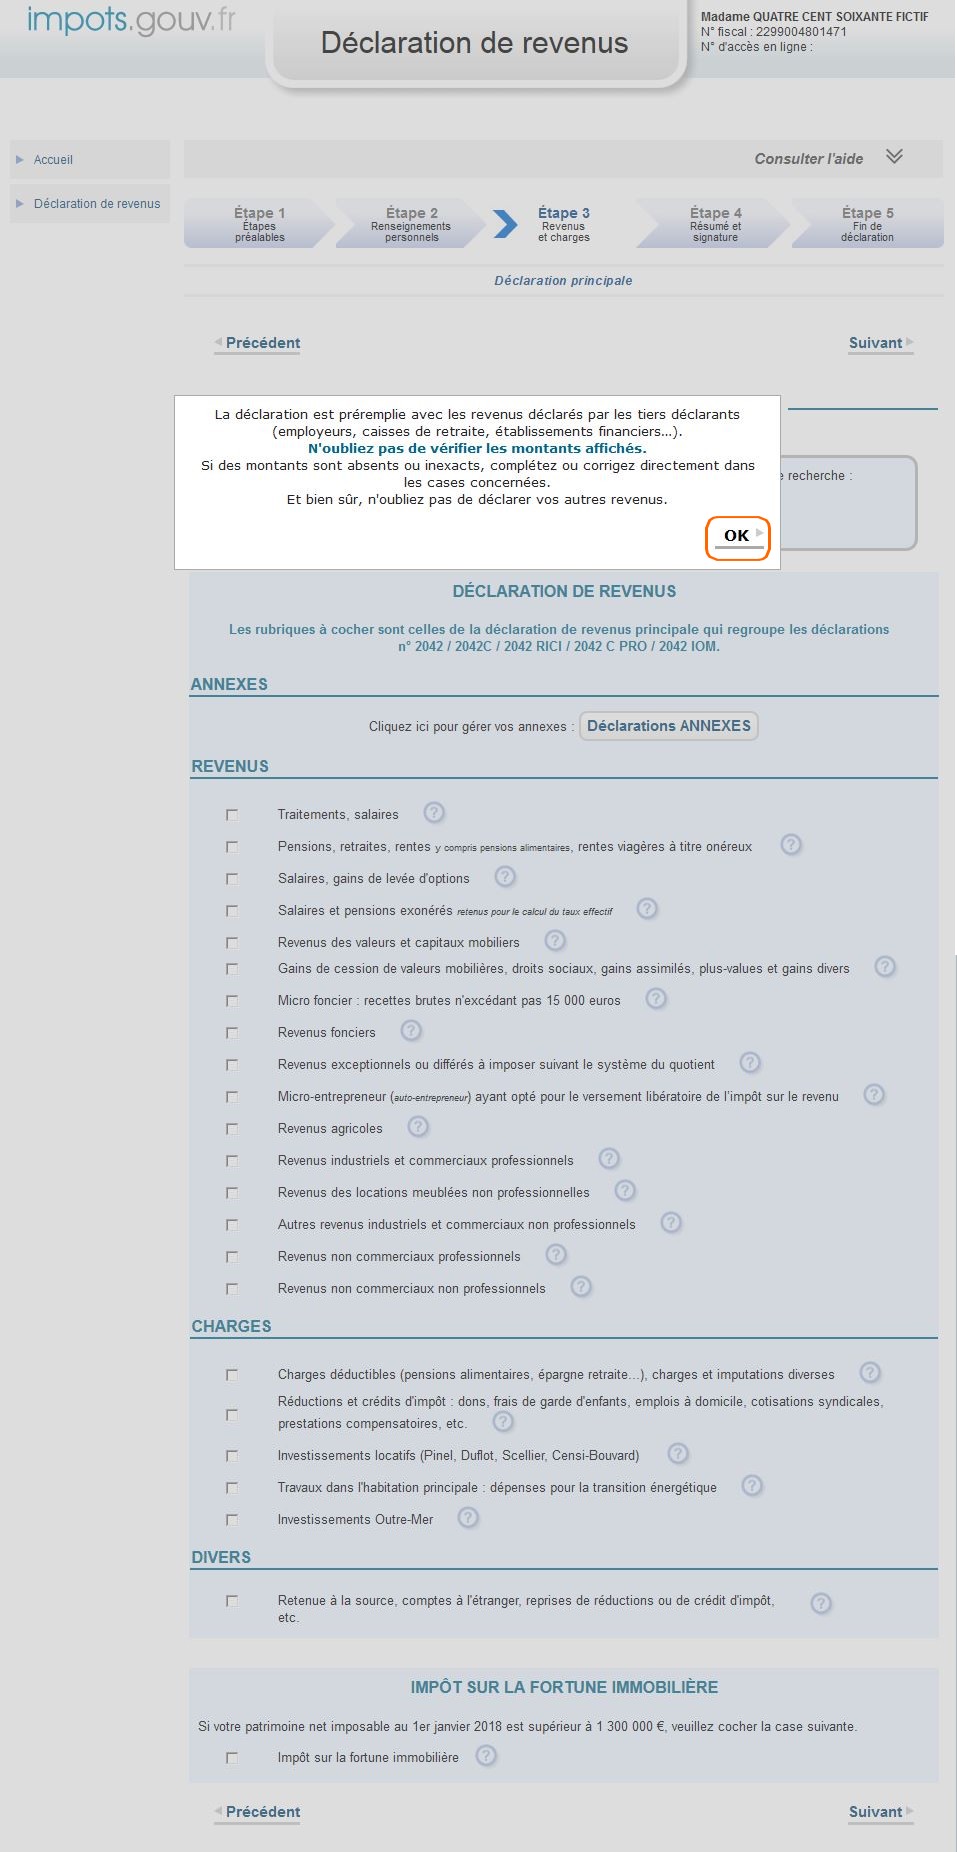 impots.gouv.fr
Déclaration de revenus
Madame QUATRE CENT SOIXANTE FICTIF
N° fiscal : 2299004801471
N° d'accès en ligne :
Accueil
Déclaration de revenus
Consulter l'aide
Étape 1
Étapes
préalables
Étape 2
Renseignements
personnels
Étape 3
Revenus
et charges
Étape 4
Résumé et
signature
Étape 5
Fin de
déclaration
Déclaration principale
Précédent
Suivant
La déclaration est préremplie avec les revenus déclarés par les tiers déclarants
(employeurs, caisses de retraite, établissements financiers...).
N'oubliez pas de vérifier les montants affichés.
Si des montants sont absents ou inexacts, complétez ou corrigez directement dans
les cases concernées.
Et bien sûr, n'oubliez pas de déclarer vos autres revenus.
OK
recherche :
DÉCLARATION DE REVENUS
Les rubriques à cocher sont celles de la déclaration de revenus principale qui regroupe les déclarations
n° 2042 / 2042C / 2042 RICI / 2042 C PRO / 2042 IOM.
ANNEXES
Cliquez ici pour gérer vos annexes : Déclarations ANNEXES
REVENUS
Traitements, salaires ?
Pensions, retraites, rentes y compris pensions alimentaires, rentes viagères à titre onéreux ?
Salaires, gains de levée d'options ?
Salaires et pensions exonérés retenus pour le calcul du taux effectif ?
Revenus des valeurs et capitaux mobiliers ?
Gains de cession de valeurs mobilières, droits sociaux, gains assimilés, plus-values et gains divers ?
Micro foncier : recettes brutes n'excédant pas 15 000 euros ?
Revenus fonciers ?
Revenus exceptionnels ou différés à imposer suivant le système du quotient ?
Micro-entrepreneur (auto-entrepreneur) ayant opté pour le versement libératoire de l'impôt sur le revenu ?
Revenus agricoles ?
Revenus industriels et commerciaux professionnels ?
Revenus des locations meublées non professionnelles ?
Autres revenus industriels et commerciaux non professionnels ?
Revenus non commerciaux professionnels ?
Revenus non commerciaux non professionnels ?
CHARGES
Charges déductibles (pensions alimentaires, épargne retraite...), charges et imputations diverses ?
Réductions et crédits d'impôt : dons, frais de garde d'enfants, emplois à domicile, cotisations syndicales,
prestations compensatoires, etc. ?
Investissements locatifs (Pinel, Duflot, Scellier, Censi-Bouvard) ?
Travaux dans l'habitation principale : dépenses pour la transition énergétique ?
Investissements Outre-Mer ?
DIVERS
Retenue à la source, comptes à l'étranger, reprises de réductions ou de crédit d'impôt, ?
etc.
IMPÔT SUR LA FORTUNE IMMOBILIÈRE
Si votre patrimoine net imposable au 1er janvier 2018 est supérieur à 1 300 000 €, veuillez cocher la case suivante.
Impôt sur la fortune immobilière ?
Précédent
Suivant